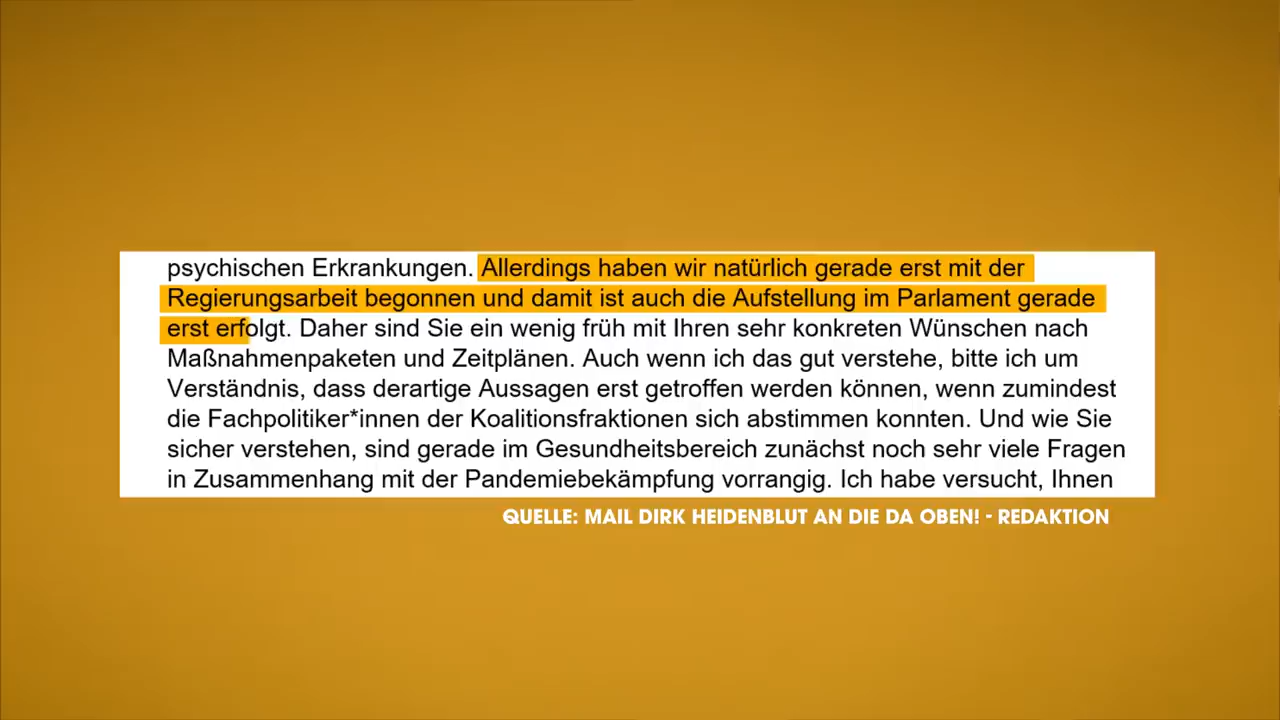 psychischen Erkrankungen. Allerdings haben wir natürlich gerade erst mit der
Regierungsarbeit begonnen und damit ist auch die Aufstellung im Parlament gerade
erst erfolgt. Daher sind Sie ein wenig früh mit Ihren sehr konkreten Wünschen nach
Maßnahmenpaketen und Zeitplänen. Auch wenn ich das gut verstehe, bitte ich um
Verständnis, dass derartige Aussagen erst getroffen werden können, wenn zumindest
die Fachpolitiker*innen der Koalitionsfraktionen sich abstimmen konnten. Und wie Sie
sicher verstehen, sind gerade im Gesundheitsbereich zunächst noch sehr viele Fragen
in Zusammenhang mit der Pandemiebekämpfung vorrangig. Ich habe versucht, Ihnen
QUELLE: MAIL DIRK HEIDENBLUT AN DIE DA OBEN! - REDAKTION